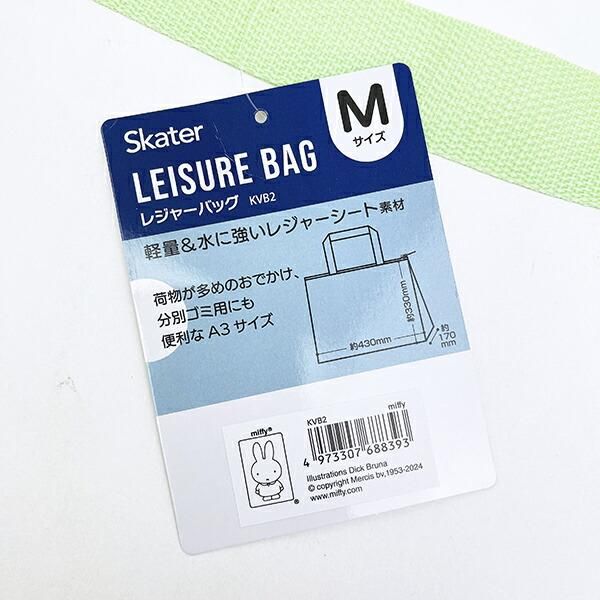 Skater
M
サイズ
LEISURE BAG
レジャーバッグ KVB2
軽量&水に強いレジャーシート素材
荷物が多めのおでかけ、
分別ゴミ用にも
便利なA3サイズ
約330mm
約430mm
約
170
mm
miffy®
®
KVB2 miffy
4 973307 688393
Illustrations Dick Bruna
© copyright Mercis bv,1953-2024
www.miffy.com